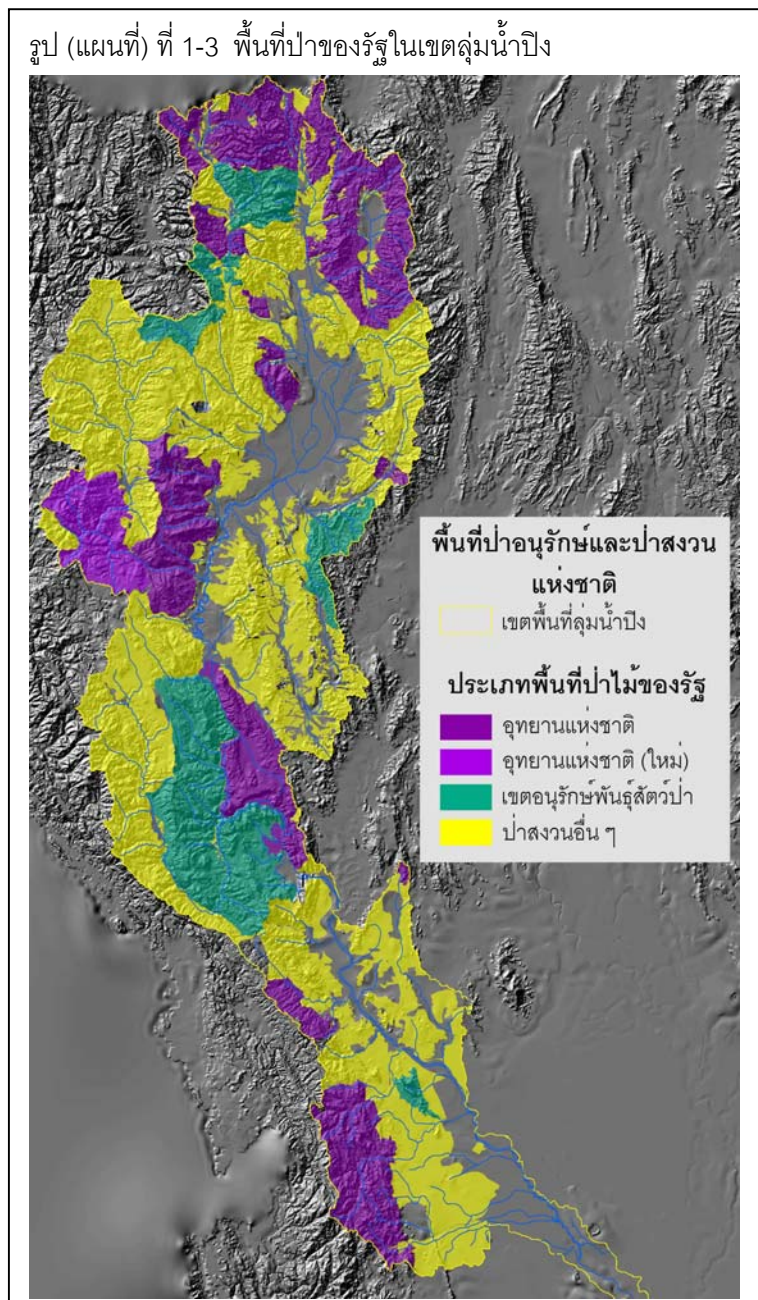 รูป (แผนที่) ที่ 1-3 พื้นที่ป่าของรัฐในเขตลุ่มน้ำปิง
พื้นที่ป่าอนุรักษ์และป่าสงวน
แห่งชาติ
เขตพื้นที่ลุ่มน้ำปิง
ประเภทพื้นที่ป่าไม้ของรัฐ
อุทยานแห่งชาติ
อุทยานแห่งชาติ (ใหม่)
เขตอนุรักษ์พันธุ์สัตว์ป่า
ป่าสงวนอื่น ๆ